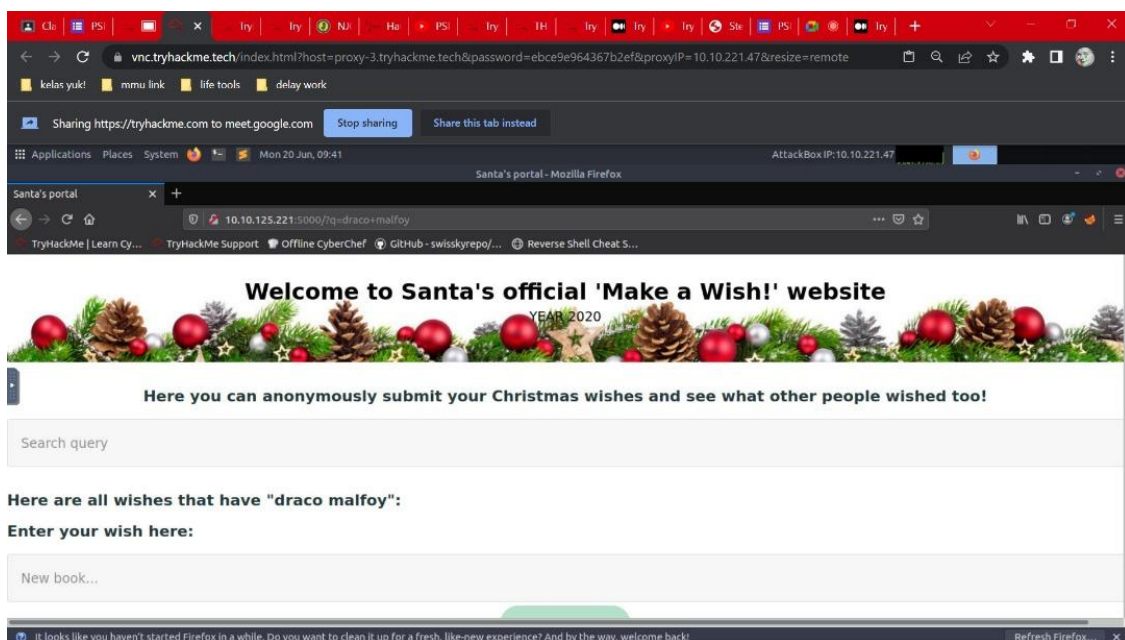 Cla PSI Try Try NJ Ha PSI Try TH Try Try Try Ste PSI Try
vnc.tryhackme.tech/index.html?host=proxy-3.tryhackme.tech&password=ebce9e964367b2ef&proxyIP=10.10.221.47&resize=remote
kelas yuk! mmu link life tools delay work
Sharing https://tryhackme.com to meet.google.com Stop sharing Share this tab instead
Applications Places System Mon 20 Jun, 09:41 AttackBox IP:10.10.221.47
Santa's portal - Mozilla Firefox
Santa's portal
10.10.125.221:5000/?q=draco+malfoy
TryHackMe | Learn Cy... TryHackMe Support Offline CyberChef GitHub - swisskyrepo/... Reverse Shell Cheat S...
Welcome to Santa's official 'Make a Wish!' website
YEAR 2020
Here you can anonymously submit your Christmas wishes and see what other people wished too!
Search query
Here are all wishes that have "draco malfoy":
Enter your wish here:
New book...
It looks like you haven't started Firefox in a while. Do you want to clean it up for a fresh, like-new experience? And by the way, welcome back! Refresh Firefox...